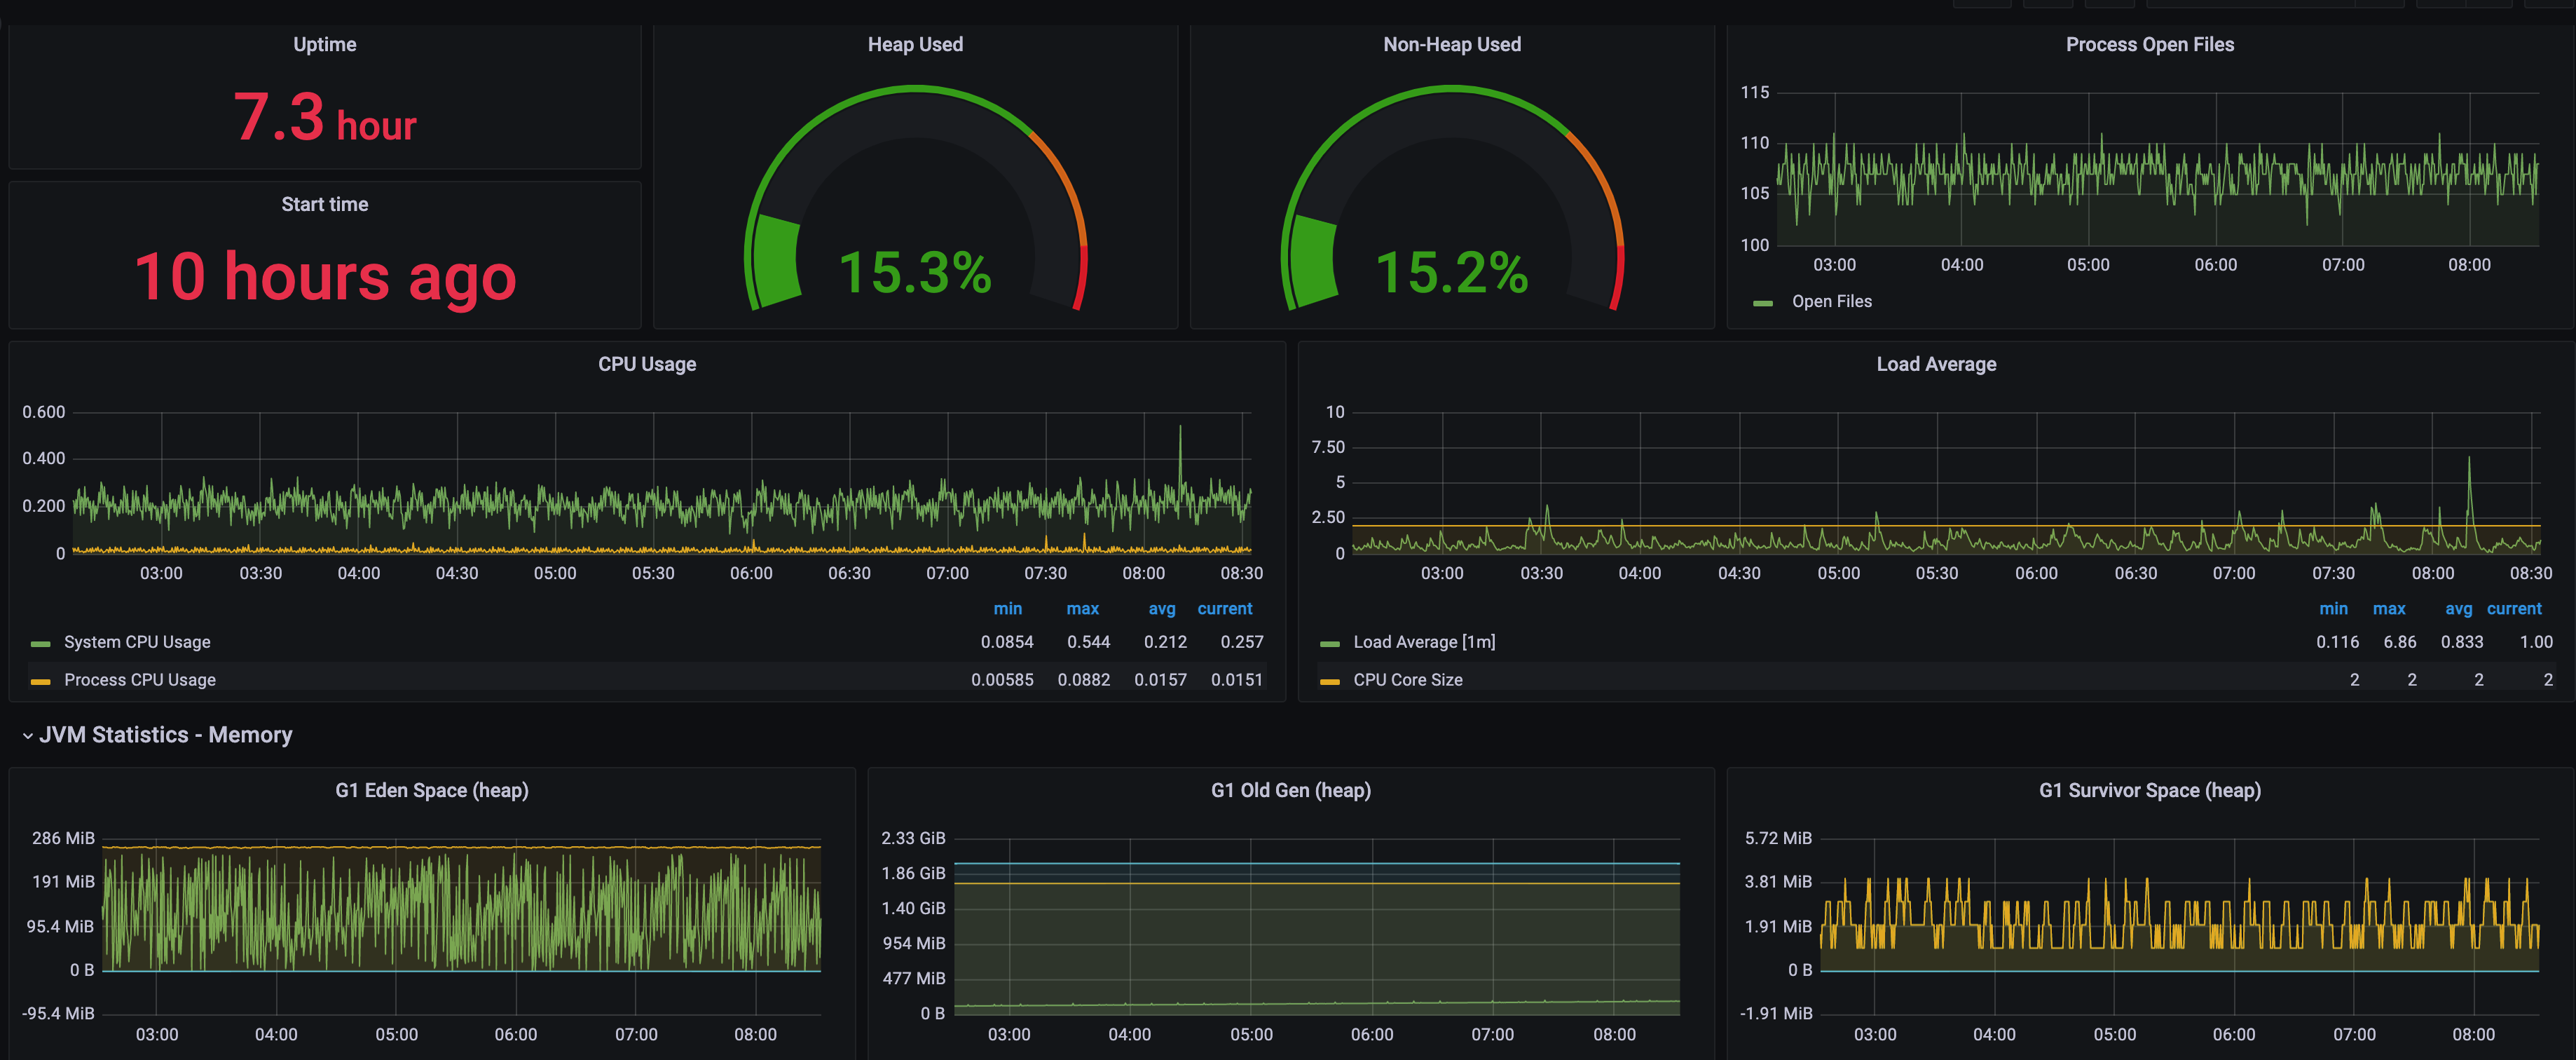 Uptime
7.3 hour
Start time
10 hours ago
Heap Used
15.3%
Non-Heap Used
15.2%
Process Open Files
115
110
105
100
03:00 04:00 05:00 06:00 07:00 08:00
Open Files
CPU Usage
0.600
0.400
0.200
0
03:00 03:30 04:00 04:30 05:00 05:30 06:00 06:30 07:00 07:30 08:00 08:30
min max avg current
System CPU Usage 0.0854 0.544 0.212 0.257
Process CPU Usage 0.00585 0.0882 0.0157 0.0151
Load Average
10
7.50
5
2.50
0
03:00 03:30 04:00 04:30 05:00 05:30 06:00 06:30 07:00 07:30 08:00 08:30
min max avg current
Load Average [1m] 0.116 6.86 0.833 1.00
CPU Core Size 2 2 2 2
JVM Statistics - Memory
G1 Eden Space (heap)
286 MiB
191 MiB
95.4 MiB
0 B
-95.4 MiB
03:00 04:00 05:00 06:00 07:00 08:00
G1 Old Gen (heap)
2.33 GiB
1.86 GiB
1.40 GiB
954 MiB
477 MiB
0 B
03:00 04:00 05:00 06:00 07:00 08:00
G1 Survivor Space (heap)
5.72 MiB
3.81 MiB
1.91 MiB
0 B
-1.91 MiB
03:00 04:00 05:00 06:00 07:00 08:00